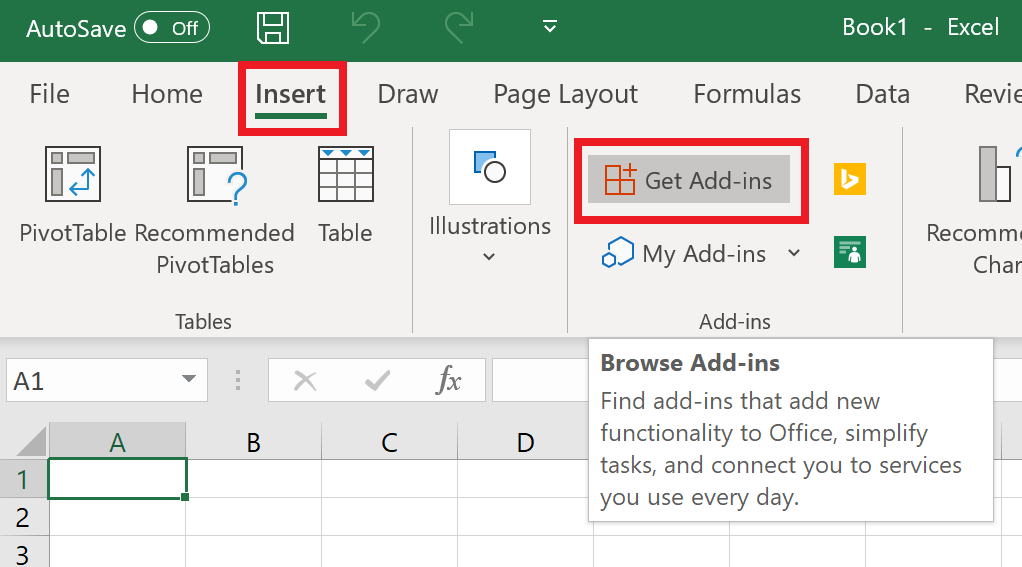 AutoSave Off Book1 - Excel
File Home Insert Draw Page Layout Formulas Data Revie
Get Add-ins
PivotTable Recommended PivotTables Table
Illustrations
My Add-ins
Recomme
Char
Tables
Add-ins
A1 fx
Browse Add-ins
Find add-ins that add new
functionality to Office, simplify
tasks, and connect you to services
you use every day.
A B C D
1
2
3